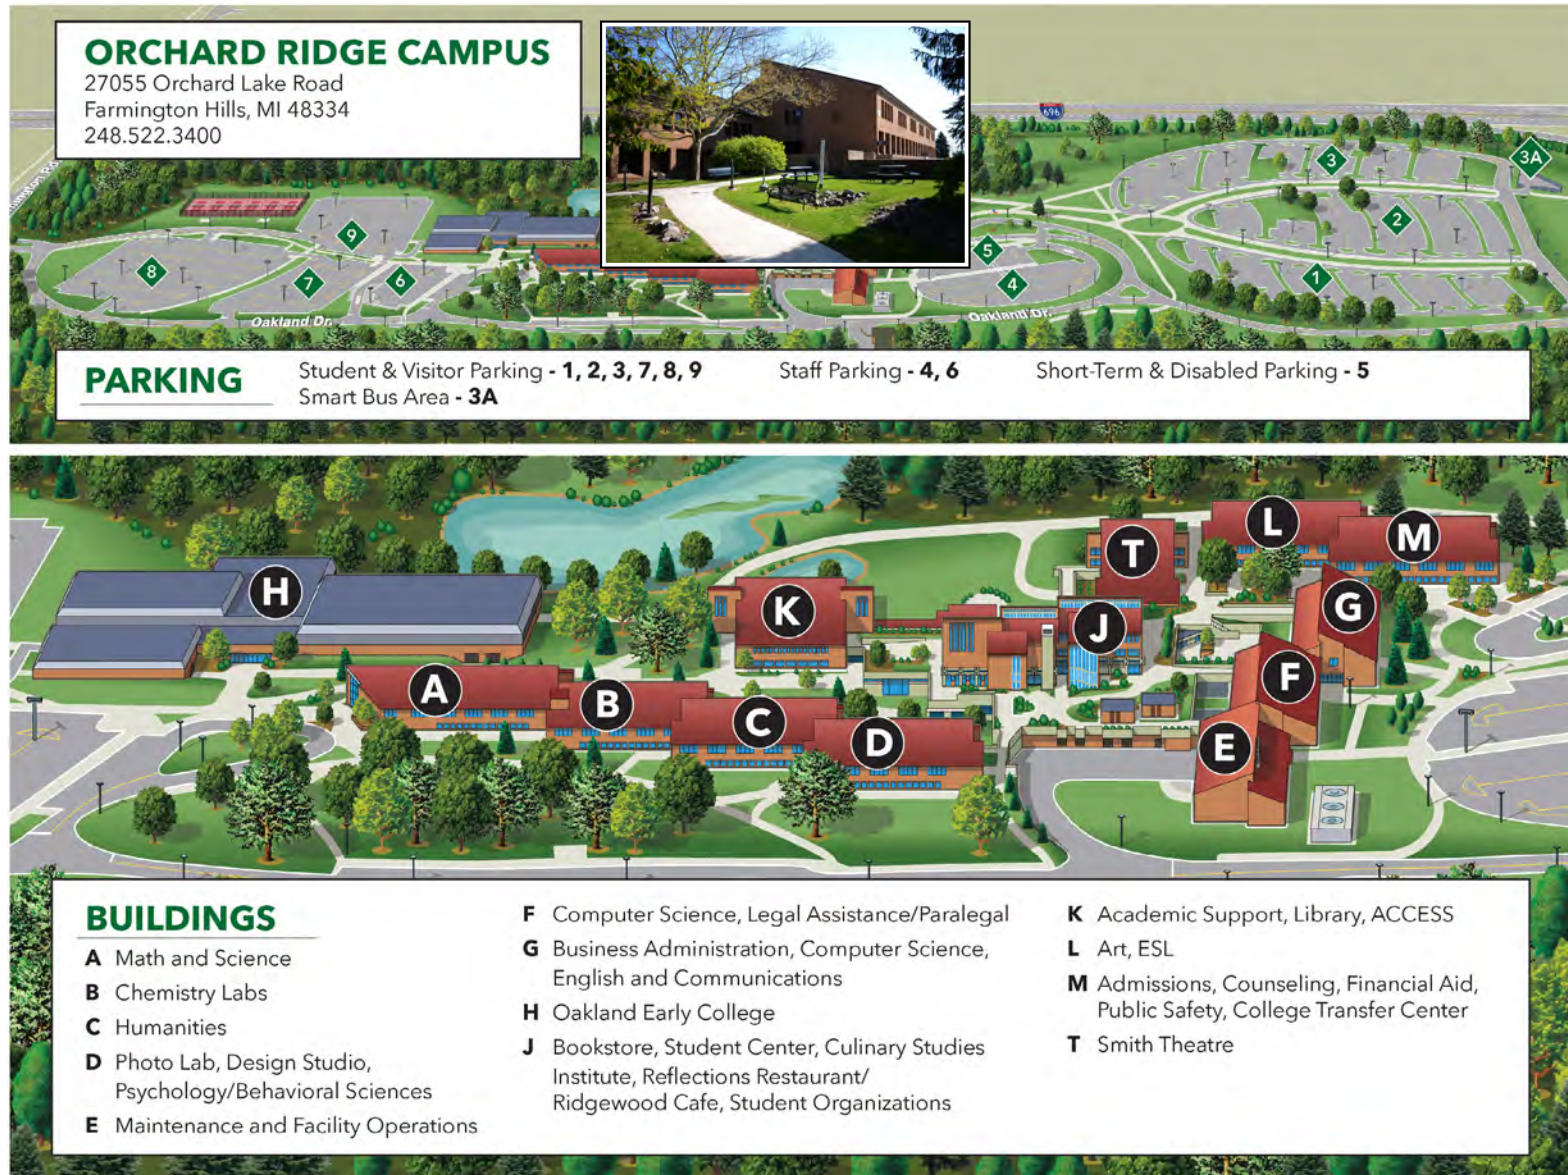 ORCHARD RIDGE CAMPUS
27055 Orchard Lake Road
Farmington Hills, MI 48334
248.522.3400
696
3
3A
2
1
9
8
7
6
5
4
Oakland Dr.
Oakland Dr.
PARKING
Student & Visitor Parking - 1, 2, 3, 7, 8, 9
Staff Parking - 4, 6
Short-Term & Disabled Parking - 5
Smart Bus Area - 3A
L
M
T
H
K
G
J
F
A
B
C
D
E
BUILDINGS
A Math and Science
B Chemistry Labs
C Humanities
D Photo Lab, Design Studio,
Psychology/Behavioral Sciences
E Maintenance and Facility Operations
F Computer Science, Legal Assistance/Paralegal
G Business Administration, Computer Science,
English and Communications
H Oakland Early College
J Bookstore, Student Center, Culinary Studies
Institute, Reflections Restaurant/
Ridgewood Cafe, Student Organizations
K Academic Support, Library, ACCESS
L Art, ESL
M Admissions, Counseling, Financial Aid,
Public Safety, College Transfer Center
T Smith Theatre